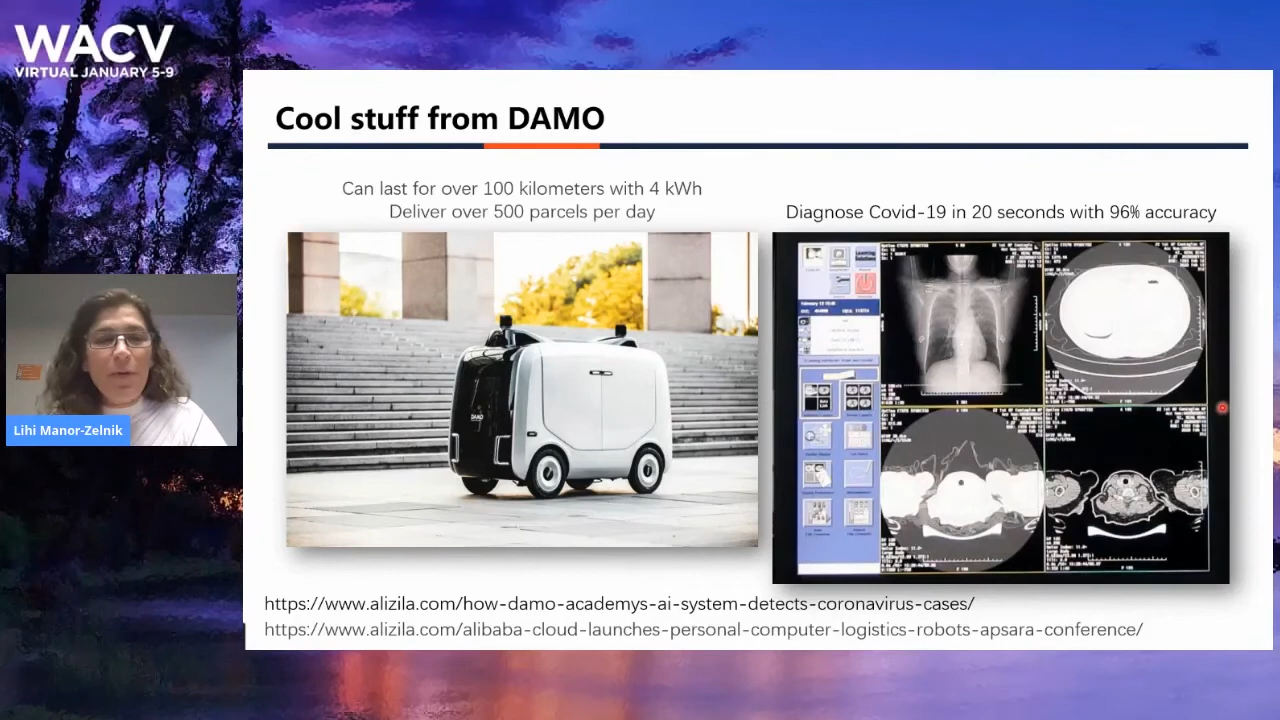 WACV
VIRTUAL JANUARY 5-9
Cool stuff from DAMO
Can last for over 100 kilometers with 4 kWh
Deliver over 500 parcels per day
Diagnose Covid-19 in 20 seconds with 96% accuracy
DAMO
Lihi Manor-Zelnik
https://www.alizila.com/how-damo-academys-ai-system-detects-coronavirus-cases/
https://www.alizila.com/alibaba-cloud-launches-personal-computer-logistics-robots-apsara-conference/